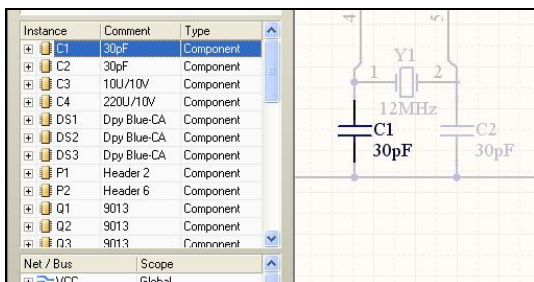 Instance Comment Type
C1 30pF Component
C2 30pF Component
C3 10U/10V Component
C4 220U/10V Component
DS1 Dpy Blue-CA Component
DS2 Dpy Blue-CA Component
DS3 Dpy Blue-CA Component
P1 Header 2 Component
P2 Header 6 Component
Q1 9013 Component
Q2 9013 Component
Q3 9013 Component
Net / Bus Scope
VCC Global
4
5
Y1
1 2
12MHz
C1
30pF
C2
30pF